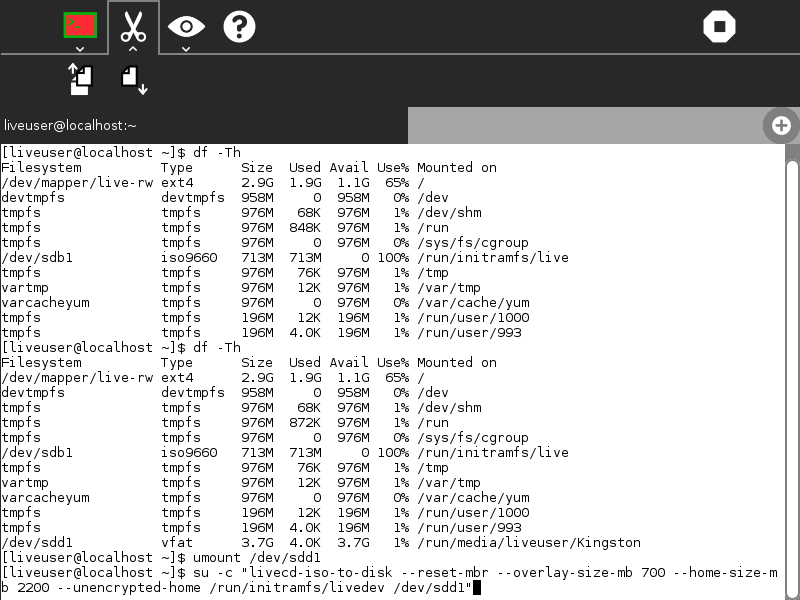 liveuser@localhost:~
[liveuser@localhost ~]$ df -Th
Filesystem          Type      Size  Used Avail Use% Mounted on
/dev/mapper/live-rw ext4      2.9G  1.9G  1.1G  65% /
devtmpfs            devtmpfs  958M     0  958M   0% /dev
tmpfs               tmpfs     976M   68K  976M   1% /dev/shm
tmpfs               tmpfs     976M  848K  976M   1% /run
tmpfs               tmpfs     976M     0  976M   0% /sys/fs/cgroup
/dev/sdb1           iso9660   713M  713M     0 100% /run/initramfs/live
tmpfs               tmpfs     976M   76K  976M   1% /tmp
vartmp              tmpfs     976M   12K  976M   1% /var/tmp
varcacheyum         tmpfs     976M     0  976M   0% /var/cache/yum
tmpfs               tmpfs     196M   12K  196M   1% /run/user/1000
tmpfs               tmpfs     196M  4.0K  196M   1% /run/user/993
[liveuser@localhost ~]$ df -Th
Filesystem          Type      Size  Used Avail Use% Mounted on
/dev/mapper/live-rw ext4      2.9G  1.9G  1.1G  65% /
devtmpfs            devtmpfs  958M     0  958M   0% /dev
tmpfs               tmpfs     976M   68K  976M   1% /dev/shm
tmpfs               tmpfs     976M  872K  976M   1% /run
tmpfs               tmpfs     976M     0  976M   0% /sys/fs/cgroup
/dev/sdb1           iso9660   713M  713M     0 100% /run/initramfs/live
tmpfs               tmpfs     976M   76K  976M   1% /tmp
vartmp              tmpfs     976M   12K  976M   1% /var/tmp
varcacheyum         tmpfs     976M     0  976M   0% /var/cache/yum
tmpfs               tmpfs     196M   12K  196M   1% /run/user/1000
tmpfs               tmpfs     196M  4.0K  196M   1% /run/user/993
/dev/sdd1           vfat      3.7G  4.0K  3.7G   1% /run/media/liveuser/Kingston
[liveuser@localhost ~]$ umount /dev/sdd1
[liveuser@localhost ~]$ su -c "livecd-iso-to-disk --reset-mbr --overlay-size-mb 700 --home-size-m
b 2200 --unencrypted-home /run/initramfs/livedev /dev/sdd1"